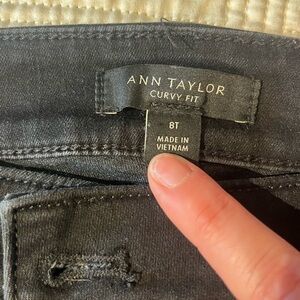 ANN TAYLOR
CURVY FIT
8T
MADE IN
VIETNAM